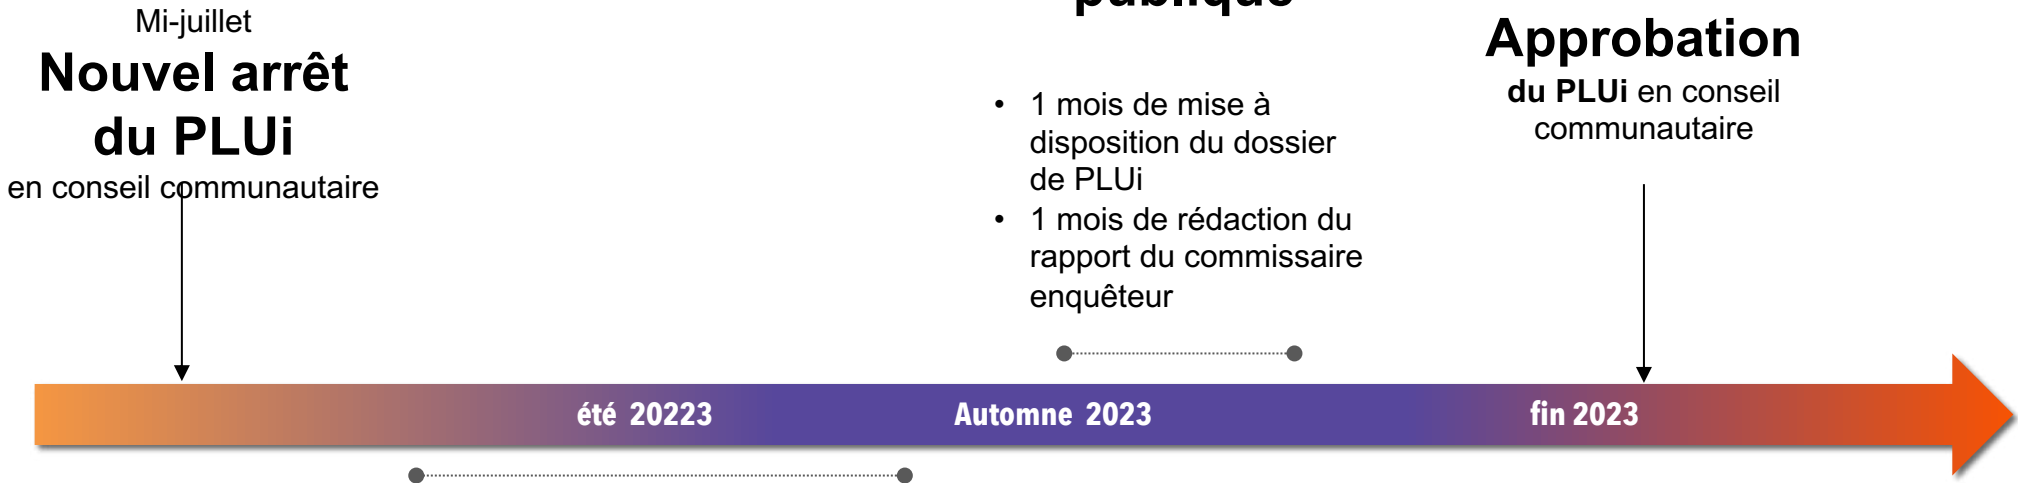 Mi-juillet
Nouvel arrêt
du PLUi
en conseil communautaire
publique
• 1 mois de mise à
disposition du dossier
de PLUi
• 1 mois de rédaction du
rapport du commissaire
enquêteur
Approbation
du PLUi en conseil
communautaire
été 20223
Automne 2023
fin 2023